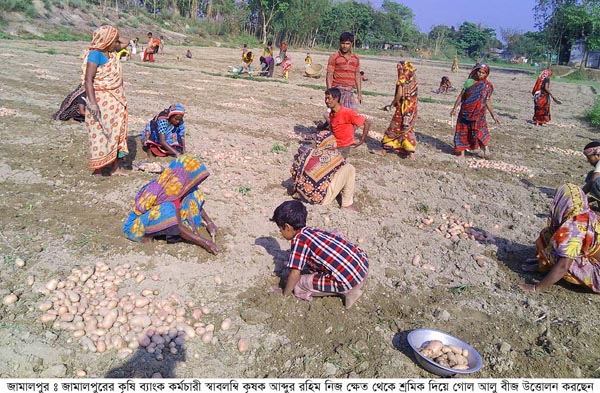 জামালপুর ঃ জামালপুরের কৃষি ব্যাংক কর্মচারী স্বাবলম্বি কৃষক আব্দুর রহিম নিজ ক্ষেত থেকে শ্রমিক দিয়ে গোল আলু বীজ উত্তোলন করছেন